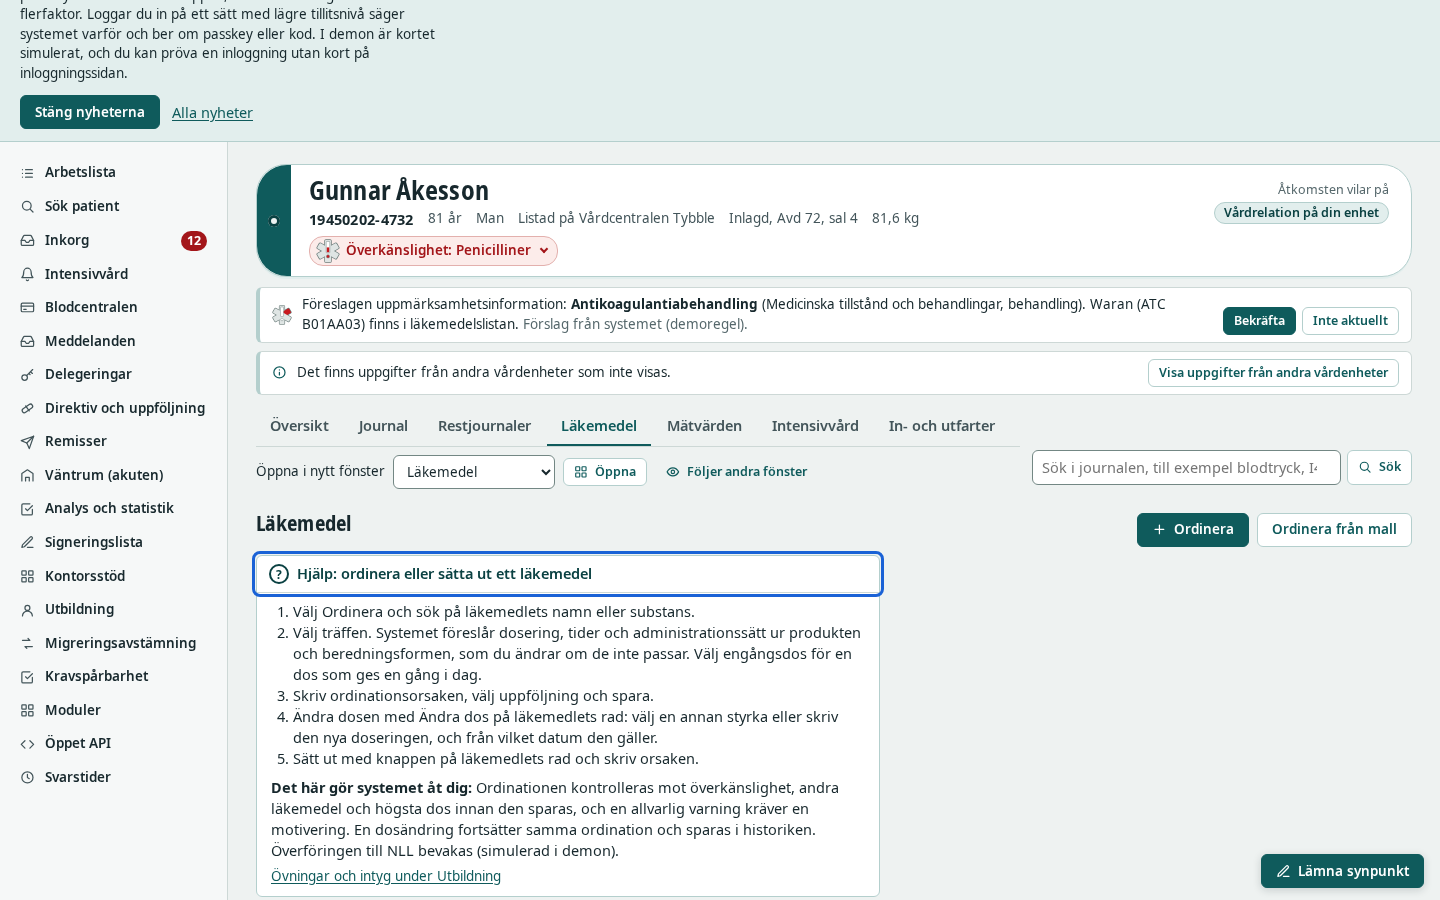 flerfaktor. Loggar du in på ett sätt med lägre tillitsnivå säger
systemet varför och ber om passkey eller kod. I demon är kortet
simulerat, och du kan pröva en inloggning utan kort på
inloggningssidan.
Stäng nyheterna
Alla nyheter
Arbetslista
Sök patient
Inkorg
12
Intensivvård
Blodcentralen
Meddelanden
Delegeringar
Direktiv och uppföljning
Remisser
Väntrum (akuten)
Analys och statistik
Signeringslista
Kontorsstöd
Utbildning
Migreringsavstämning
Kravspårbarhet
Moduler
Öppet API
Svarstider
Gunnar Åkesson
19450202-4732 81 år Man Listad på Vårdcentralen Tybble Inlagd, Avd 72, sal 4 81,6 kg
Överkänslighet: Penicilliner
Åtkomsten vilar på
Vårdrelation på din enhet
Föreslagen uppmärksamhetsinformation: Antikoagulantiabehandling (Medicinska tillstånd och behandlingar, behandling). Waran (ATC
B01AA03) finns i läkemedelslistan. Förslag från systemet (demoregel).
Bekräfta
Inte aktuellt
Det finns uppgifter från andra vårdenheter som inte visas.
Visa uppgifter från andra vårdenheter
Översikt
Journal
Restjournaler
Läkemedel
Mätvärden
Intensivvård
In- och utfarter
Öppna i nytt fönster
Läkemedel
Öppna
Följer andra fönster
Sök i journalen, till exempel blodtryck,
Sök
Läkemedel
Ordinera
Ordinera från mall
? Hjälp: ordinera eller sätta ut ett läkemedel
1. Välj Ordinera och sök på läkemedlets namn eller substans.
2. Välj träffen. Systemet föreslår dosering, tider och administrationssätt ur produkten
och beredningsformen, som du ändrar om de inte passar. Välj engångsdos för en
dos som ges en gång i dag.
3. Skriv ordinationsorsaken, välj uppföljning och spara.
4. Ändra dosen med Ändra dos på läkemedlets rad: välj en annan styrka eller skriv
den nya doseringen, och från vilket datum den gäller.
5. Sätt ut med knappen på läkemedlets rad och skriv orsaken.
Det här gör systemet åt dig: Ordinationen kontrolleras mot överkänslighet, andra
läkemedel och högsta dos innan den sparas, och en allvarlig varning kräver en
motivering. En dosändring fortsätter samma ordination och sparas i historiken.
Överföringen till NLL bevakas (simulerad i demon).
Övningar och intyg under Utbildning
Lämna synpunkt